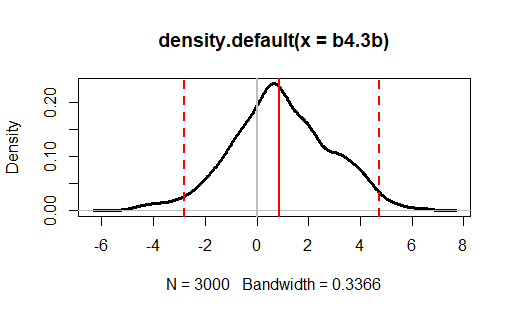 density.default(x = b4.3b)
Density
0.20
0.10
0.00
-6 -4 -2 0 2 4 6 8
N = 3000 Bandwidth = 0.3366